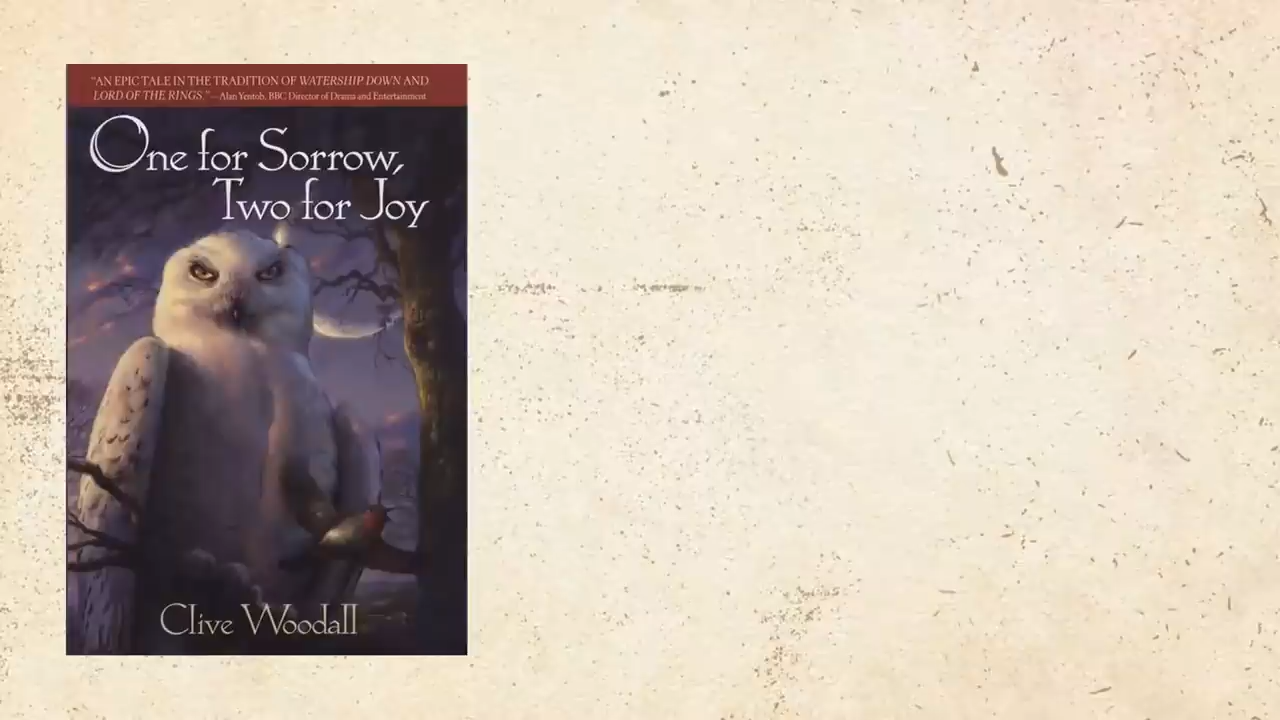 "AN EPIC TALE IN THE TRADITION OF WATERSHIP DOWN AND
LORD OF THE RINGS."—Alan Yentob, BBC Director of Drama and Entertainment
One for Sorrow,
Two for Joy
Clive Woodall